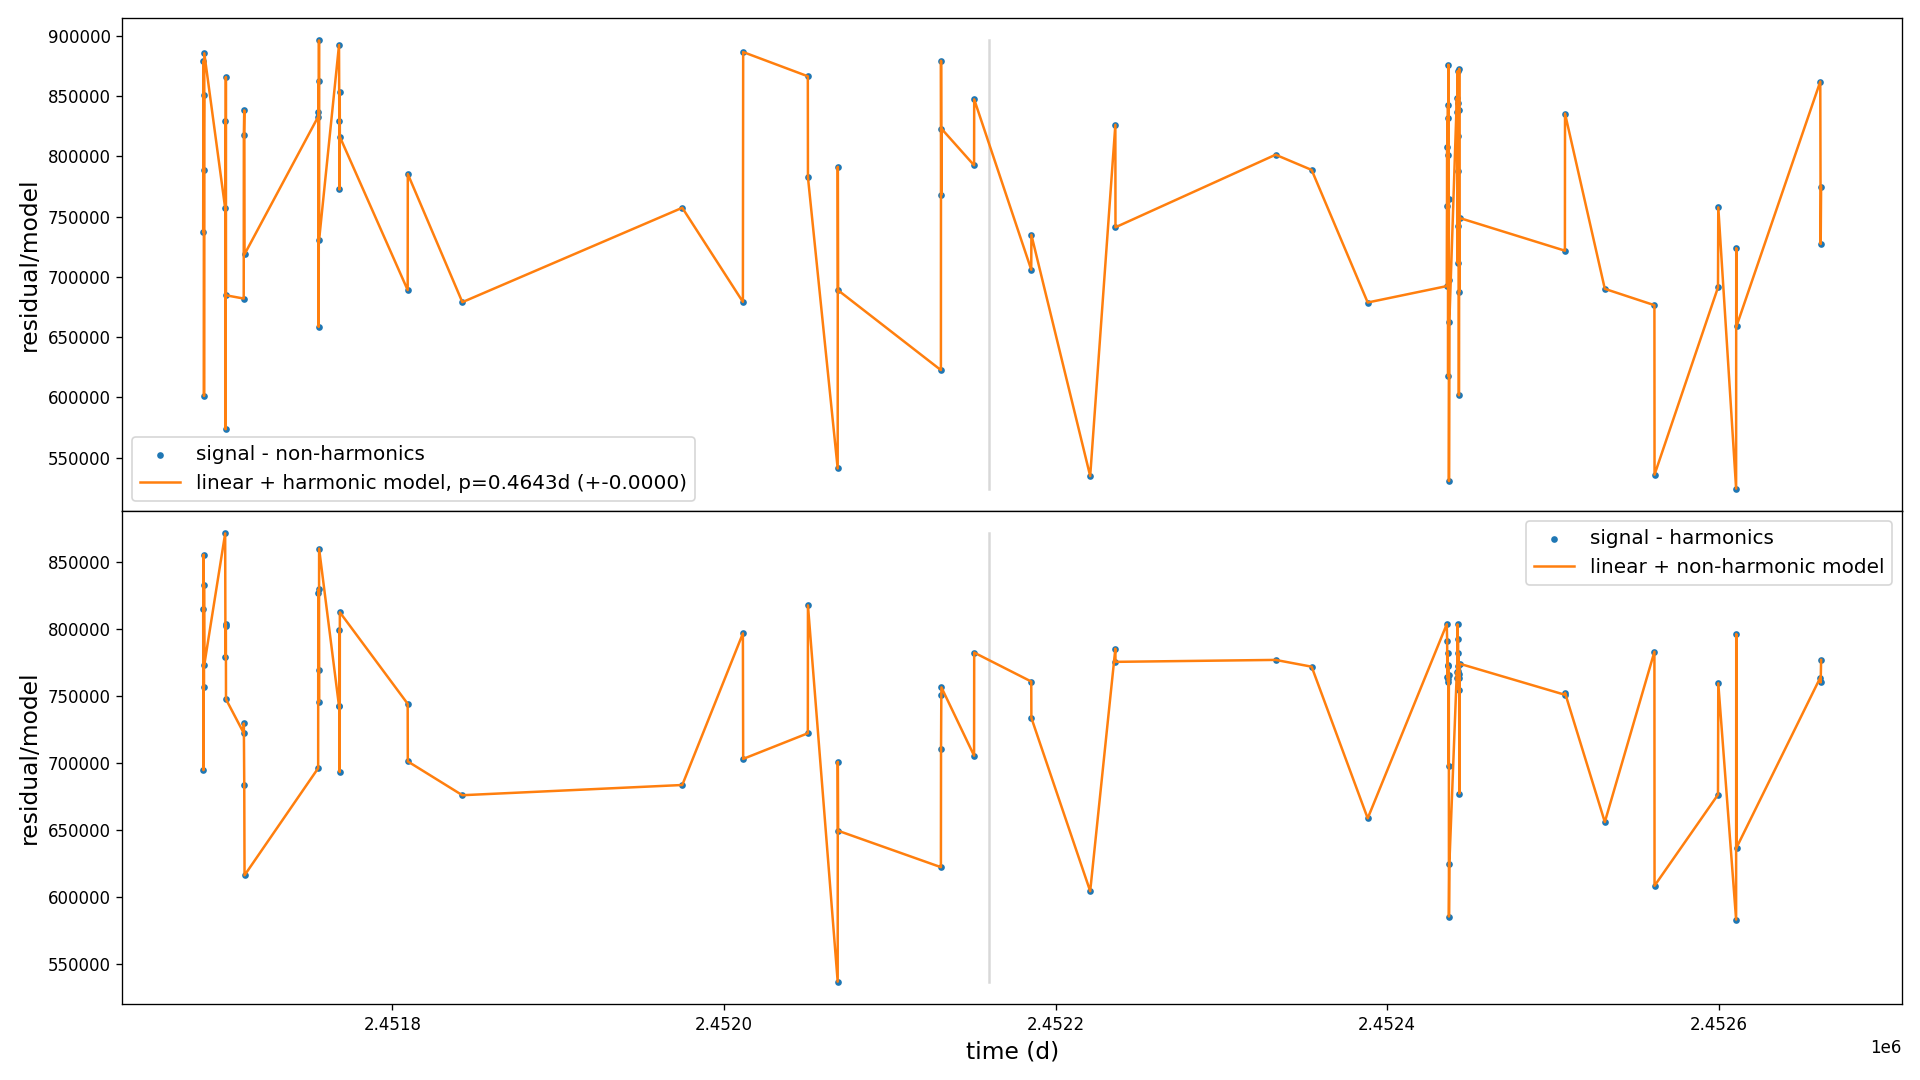 900000
850000
800000
750000
700000
650000
600000
550000
residual/model
signal - non-harmonics
linear + harmonic model, p=0.4643d (+-0.0000)
850000
800000
750000
700000
650000
600000
550000
residual/model
signal - harmonics
linear + non-harmonic model
2.4518
2.4520
2.4522
2.4524
2.4526
1e6
time (d)